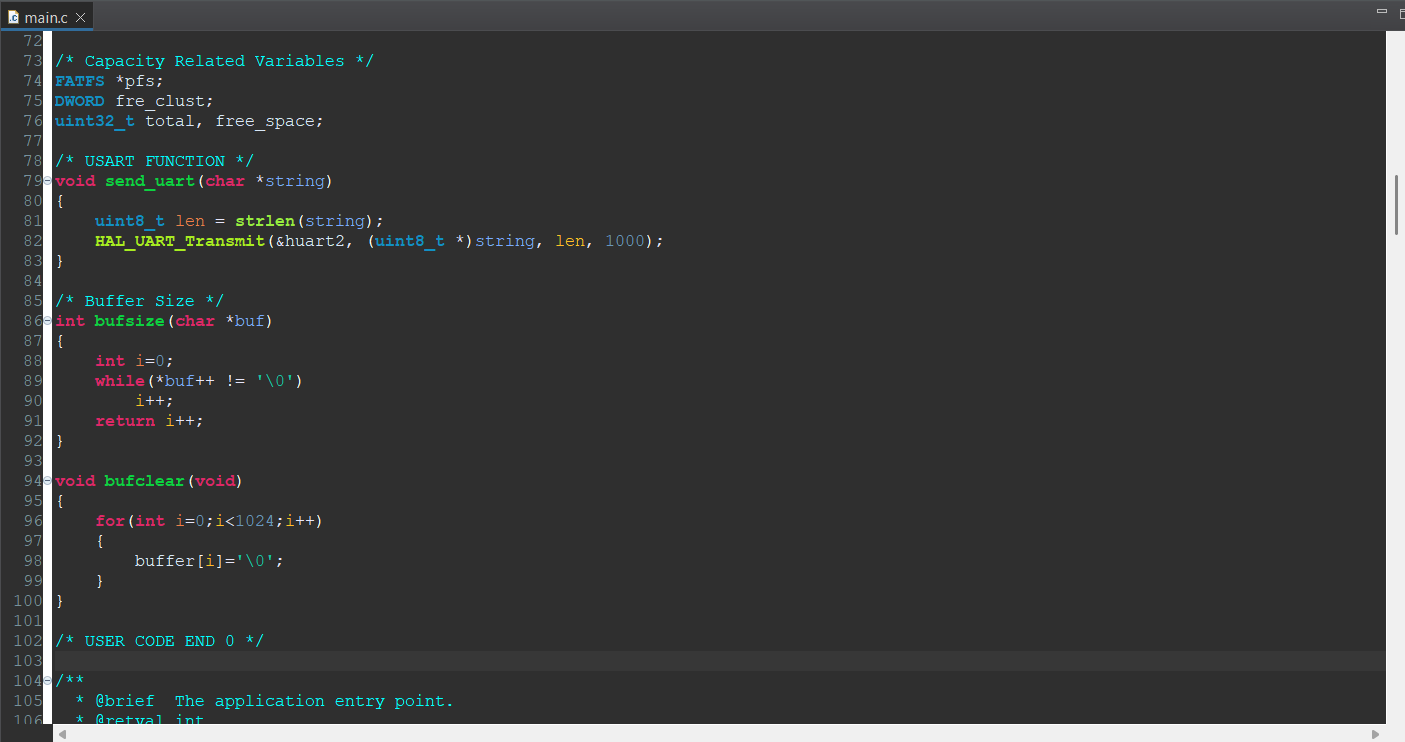 main.c
72
73 /* Capacity Related Variables */
74 FATFS *pfs;
75 DWORD fre_clust;
76 uint32_t total, free_space;
77
78 /* USART FUNCTION */
79 void send_uart(char *string)
80 {
81     uint8_t len = strlen(string);
82     HAL_UART_Transmit(&huart2, (uint8_t *)string, len, 1000);
83 }
84
85 /* Buffer Size */
86 int bufsize(char *buf)
87 {
88     int i=0;
89     while(*buf++ != '\0')
90         i++;
91     return i++;
92 }
93
94 void bufclear(void)
95 {
96     for(int i=0;i<1024;i++)
97     {
98         buffer[i]='\0';
99     }
100 }
101
102 /* USER CODE END 0 */
103
104 /**
105   * @brief  The application entry point.
106   * @retval int